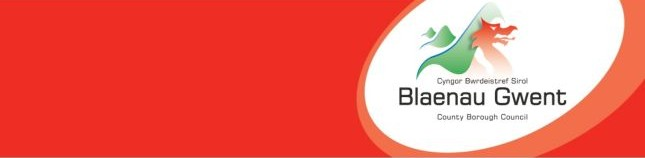 Cyngor Bwrdeistref Sirol
Blaenau Gwent
County Borough Council